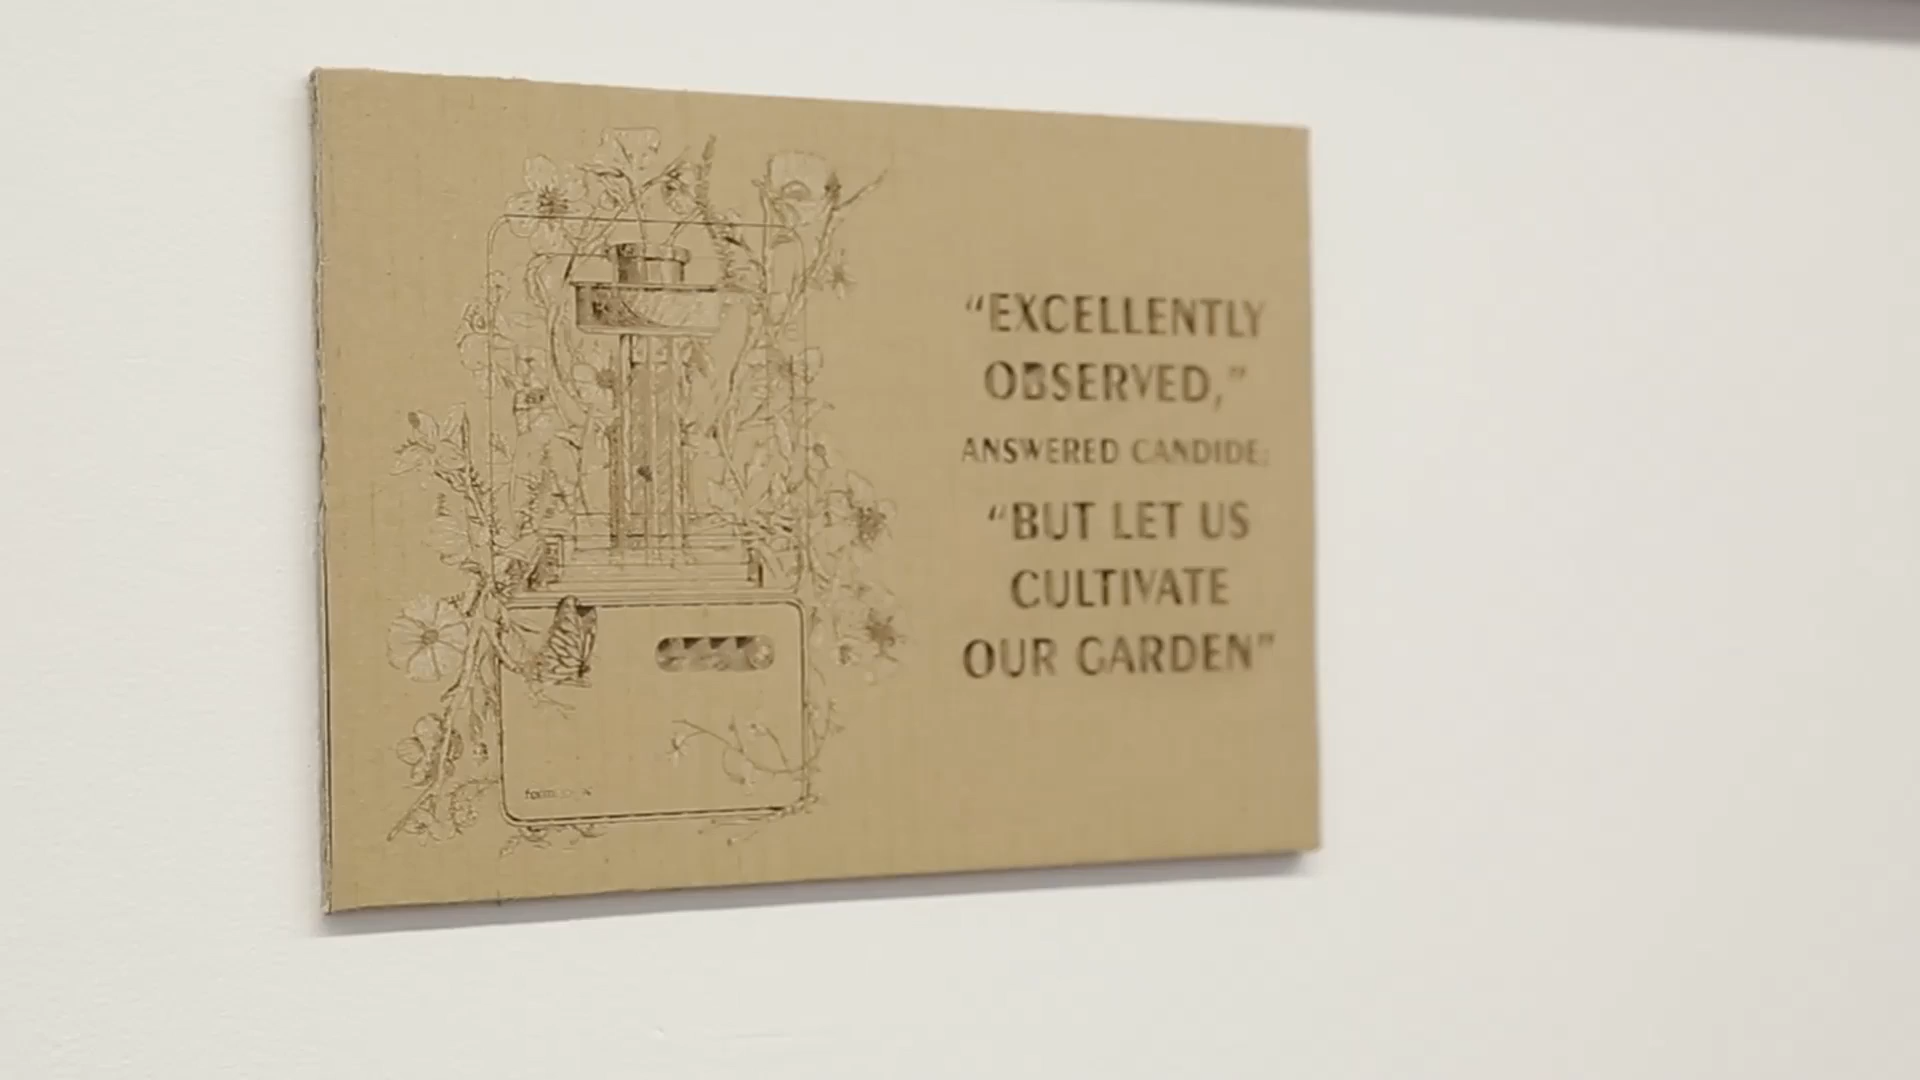 “EXCELLENTLY
OBSERVED,”
ANSWERED CANDIDE;
“BUT LET US
CULTIVATE
OUR GARDEN”